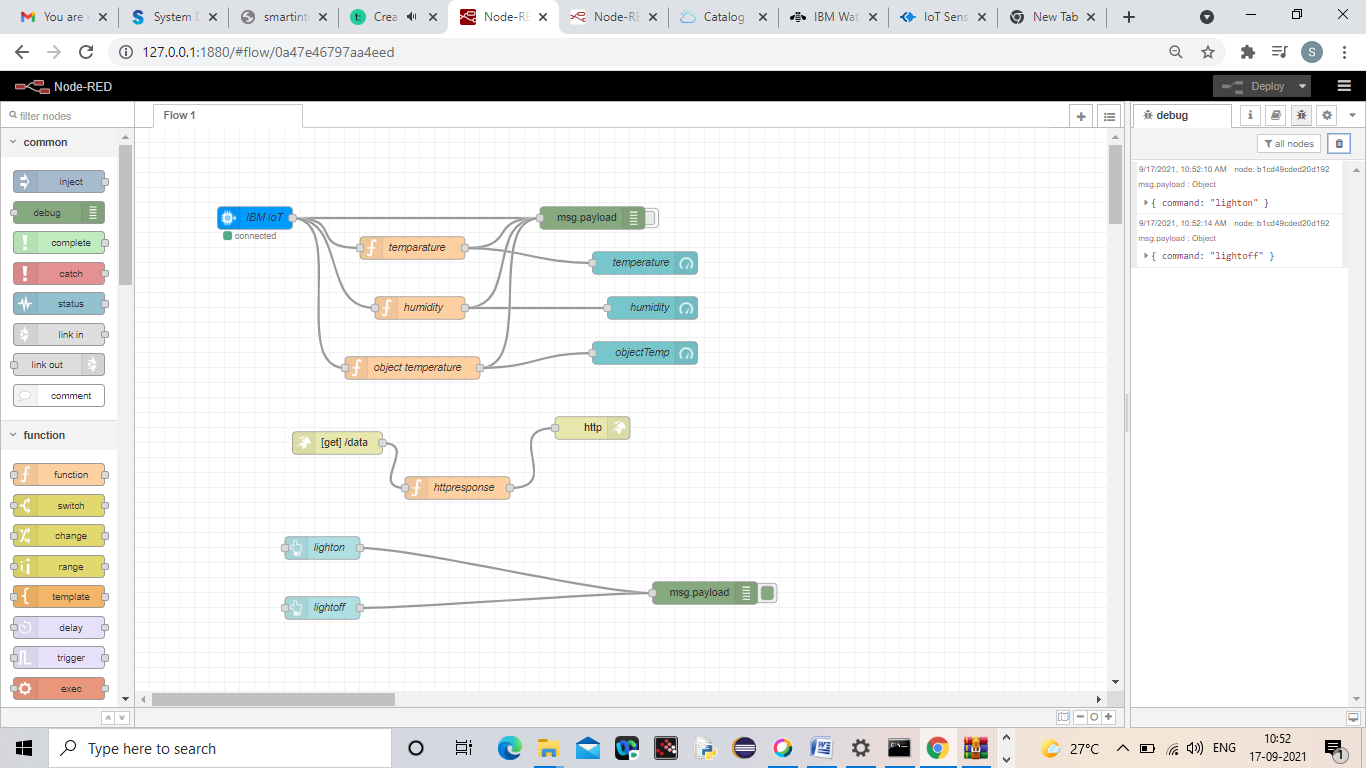 You are r
System D
smartinte
Crea
Node-RE
Node-RE
Catalog
IBM Wat
IoT Sens
New Tab
127.0.0.1:1880/#flow/0a47e46797aa4eed
S
Node-RED
Deploy
filter nodes
Flow 1
debug
common
all nodes
inject
debug
complete
catch
status
link in
link out
comment
function
function
switch
change
range
template
delay
trigger
exec
IBM IoT
connected
msg.payload
temparature
temperature
humidity
humidity
objectTemp
object temperature
[get] /data
http
httpresponse
lighton
msg.payload
lightoff
9/17/2021, 10:52:10 AM node: b1cd49cded20d192
msg.payload : Object
{ command: "lighton" }
9/17/2021, 10:52:14 AM node: b1cd49cded20d192
msg.payload : Object
{ command: "lightoff" }
Type here to search
27°C
ENG
10:52
17-09-2021
1